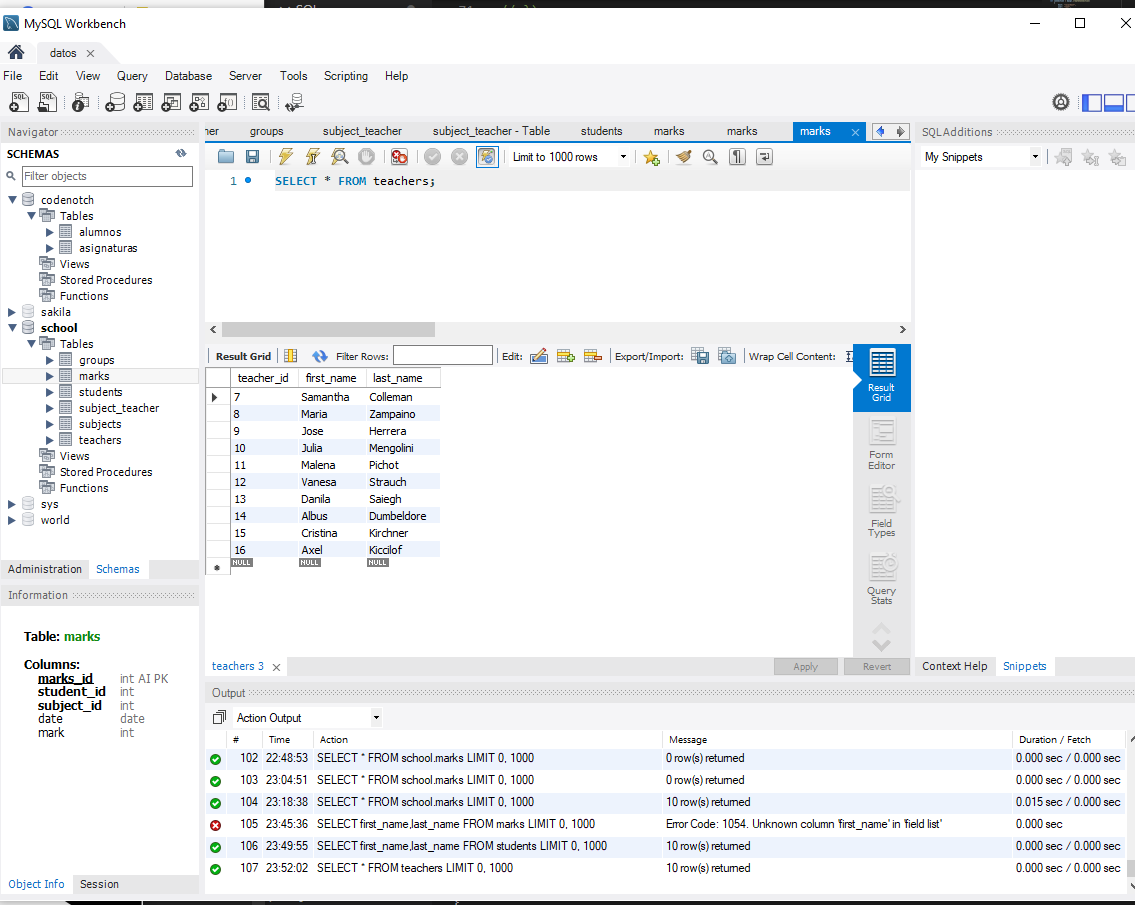 MySQL Workbench
datos
File Edit View Query Database Server Tools Scripting Help
Navigator
SCHEMAS
Filter objects
codenotch
Tables
alumnos
asignaturas
Views
Stored Procedures
Functions
sakila
school
Tables
groups
marks
students
subject_teacher
subjects
teachers
Views
Stored Procedures
Functions
sys
world
Administration Schemas
Information
Table: marks
Columns:
marks_id int AI PK
student_id int
subject_id int
date date
mark int
Object Info Session
her groups subject_teacher subject_teacher - Table students marks marks marks
Limit to 1000 rows
1 SELECT * FROM teachers;
Result Grid Filter Rows: Edit: Export/Import: Wrap Cell Content:
teacher_id first_name last_name
7 Samantha Colleman
8 Maria Zampaino
9 Jose Herrera
10 Julia Mengolini
11 Malena Pichot
12 Vanesa Strauch
13 Danila Saiegh
14 Albus Dumbeldore
15 Cristina Kirchner
16 Axel Kiccilof
NULL NULL NULL
Result
Grid
Form
Editor
Field
Types
Query
Stats
teachers 3 Apply Revert
SQLAdditions
My Snippets
Context Help Snippets
Output
Action Output
# Time Action Message Duration / Fetch
102 22:48:53 SELECT * FROM school.marks LIMIT 0, 1000 0 row(s) returned 0.000 sec / 0.000 sec
103 23:04:51 SELECT * FROM school.marks LIMIT 0, 1000 0 row(s) returned 0.000 sec / 0.000 sec
104 23:18:38 SELECT * FROM school.marks LIMIT 0, 1000 10 row(s) returned 0.015 sec / 0.000 sec
105 23:45:36 SELECT first_name,last_name FROM marks LIMIT 0, 1000 Error Code: 1054. Unknown column 'first_name' in 'field list' 0.000 sec
106 23:49:55 SELECT first_name,last_name FROM students LIMIT 0, 1000 10 row(s) returned 0.000 sec / 0.000 sec
107 23:52:02 SELECT * FROM teachers LIMIT 0, 1000 10 row(s) returned 0.000 sec / 0.000 sec